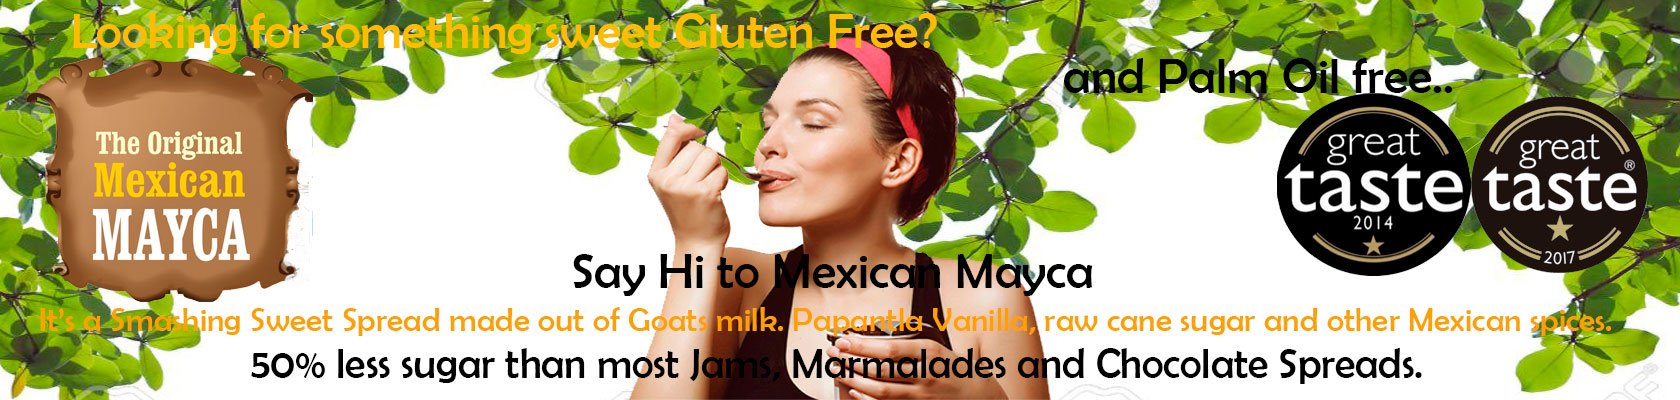 Looking for something sweet Gluten Free?
and Palm Oil free..
The Original
Mexican
MAYCA
great
taste
2014
great
taste®
2017
Say Hi to Mexican Mayca
It's a Smashing Sweet Spread made out of Goats milk. Papantla Vanilla, raw cane sugar and other Mexican spices.
50% less sugar than most Jams, Marmalades and Chocolate Spreads.